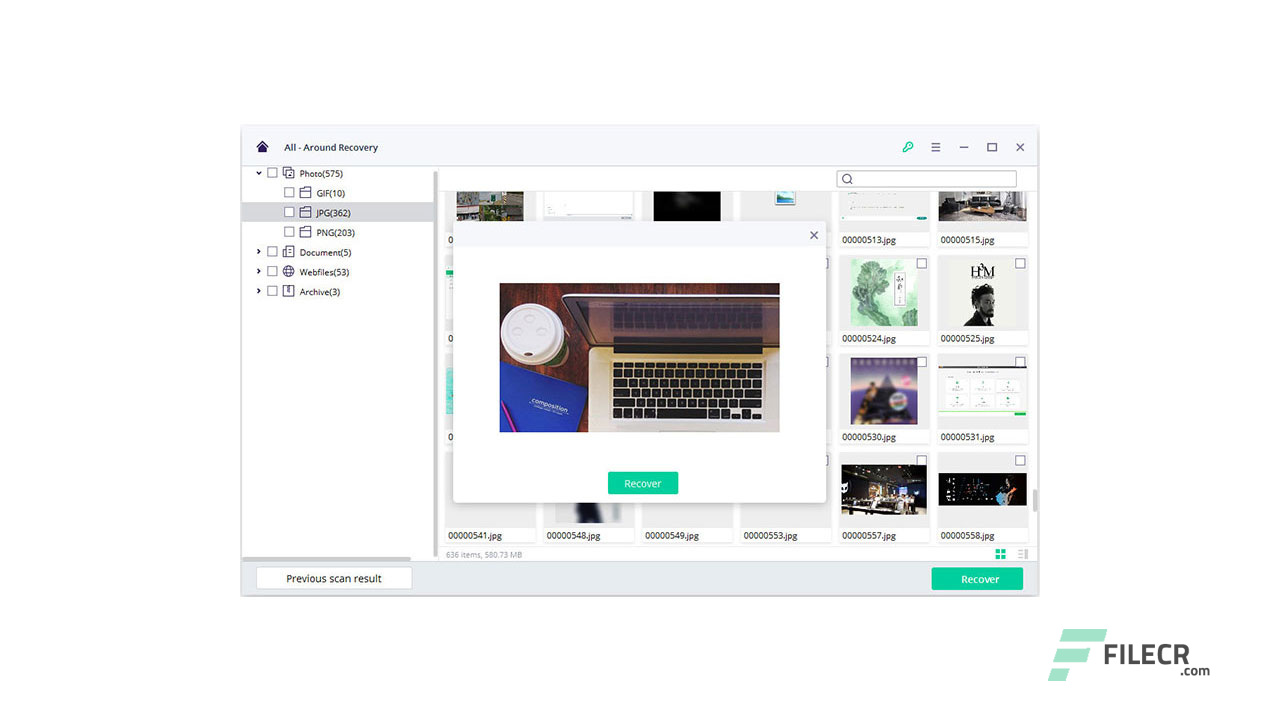 All - Around Recovery
Photo(575)
GIF(10)
JPG(362)
PNG(203)
Document(5)
Webfiles(53)
Archive(3)
00000513.jpg
00000515.jpg
H2M
00000524.jpg
00000525.jpg
composition
00000530.jpg
00000531.jpg
Recover
00000541.jpg
00000548.jpg
00000549.jpg
00000553.jpg
00000557.jpg
00000558.jpg
636 items, 580.73 MB
Previous scan result
Recover
FILECR
.com